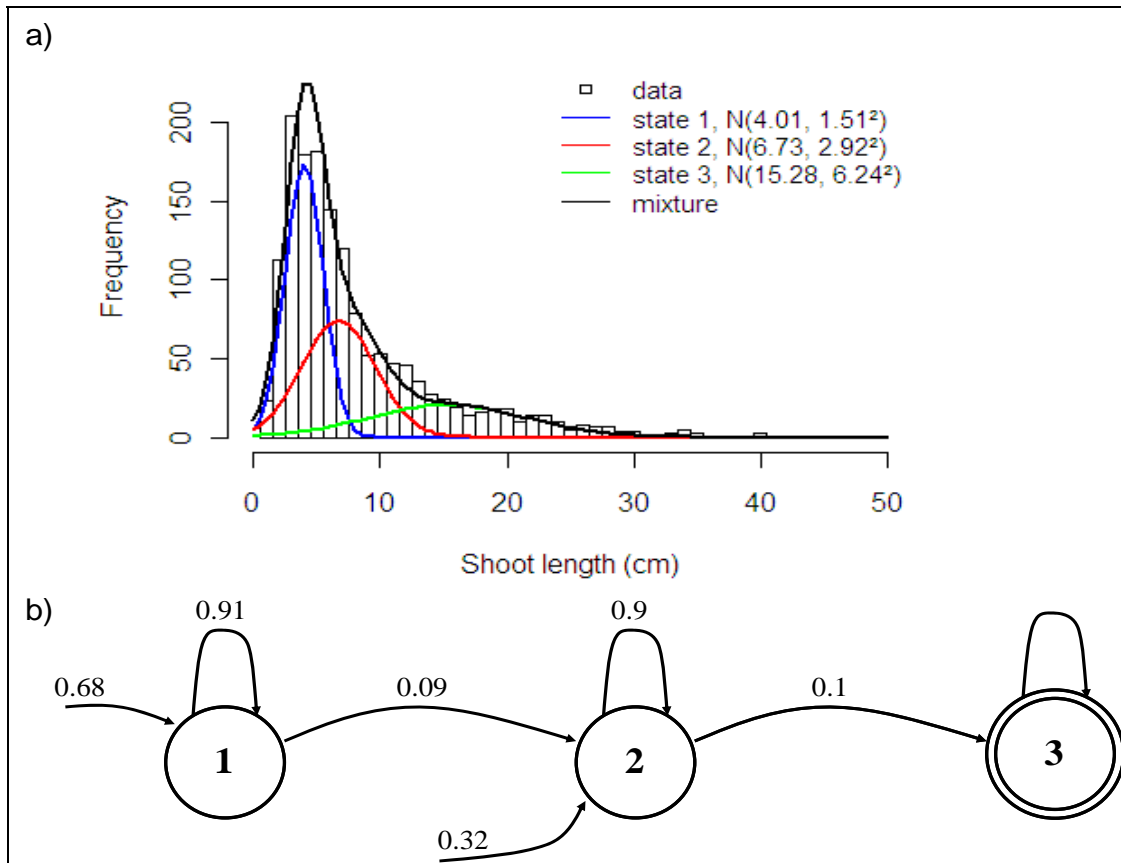 a)
data
state 1, N(4.01, 1.51²)
state 2, N(6.73, 2.92²)
state 3, N(15.28, 6.24²)
mixture
Frequency
200
150
100
50
0
0 10 20 30 40 50
Shoot length (cm)
b)
0.91 0.9
0.68 0.09 0.1
1 2 3
0.32